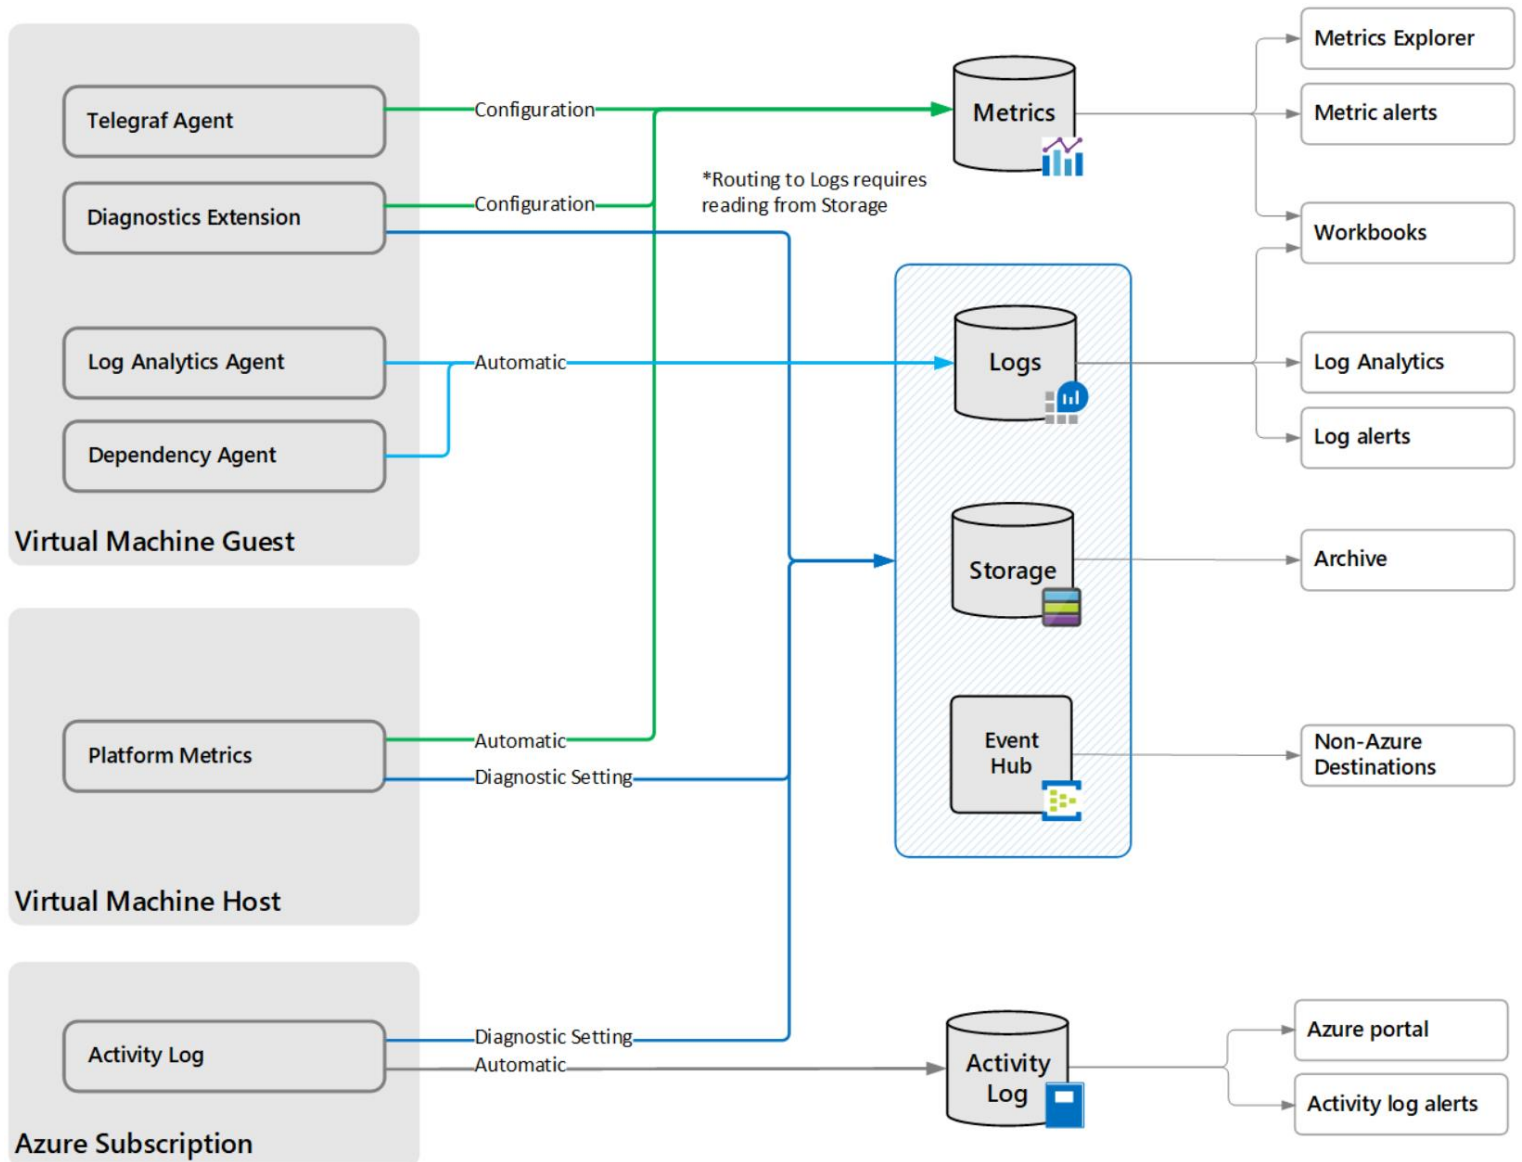 Telegraf Agent
Configuration
Diagnostics Extension
Configuration
*Routing to Logs requires
reading from Storage
Log Analytics Agent
Automatic
Dependency Agent
Virtual Machine Guest
Platform Metrics
Automatic
Diagnostic Setting
Virtual Machine Host
Activity Log
Diagnostic Setting
Automatic
Azure Subscription
Metrics
Logs
Storage
Event
Hub
Activity
Log
Metrics Explorer
Metric alerts
Workbooks
Log Analytics
Log alerts
Archive
Non-Azure
Destinations
Azure portal
Activity log alerts